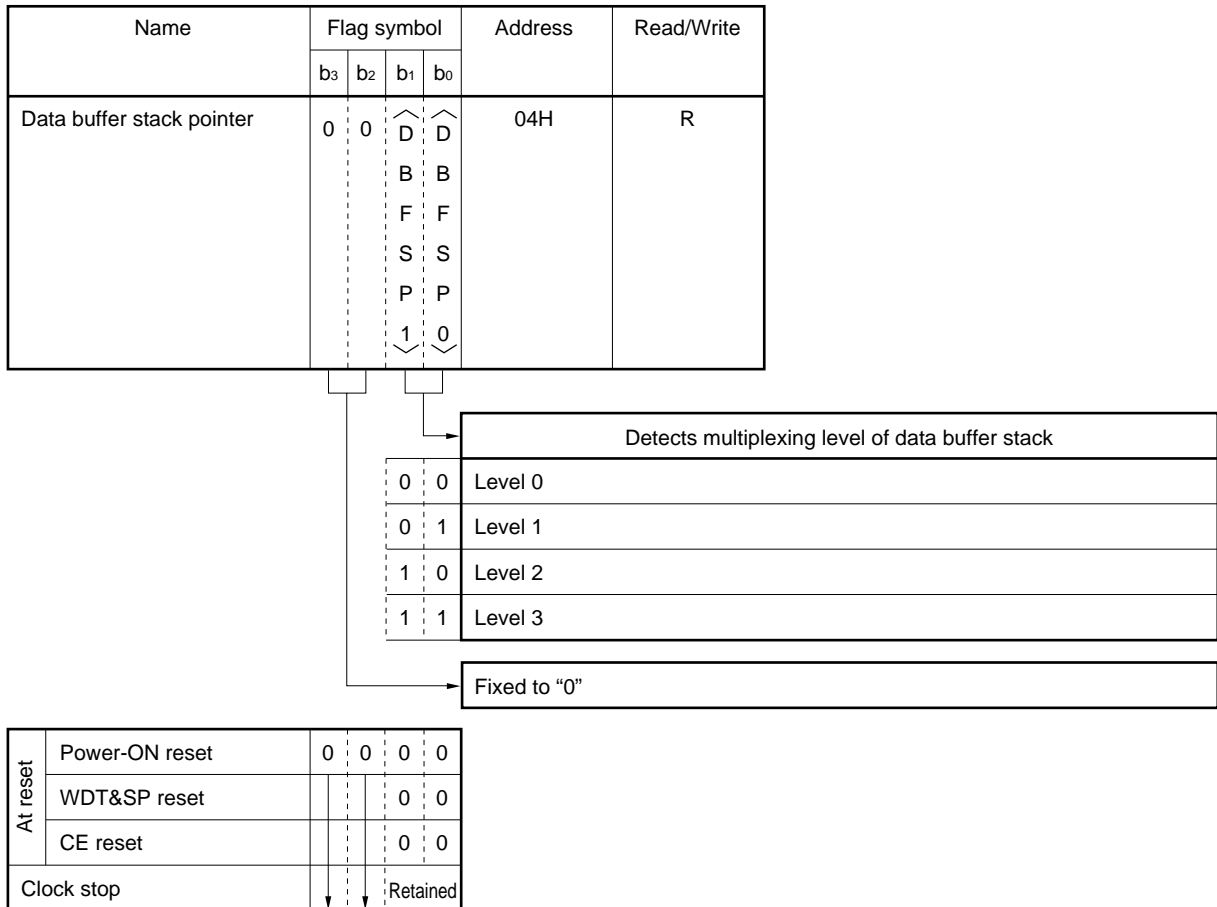 Name Flag symbol Address Read/Write
b3 b2 b1 b0
Data buffer stack pointer 0 0 〈DBFSP1〉 〈DBFSP0〉 04H R
Detects multiplexing level of data buffer stack
0 0 Level 0
0 1 Level 1
1 0 Level 2
1 1 Level 3
Fixed to “0”
At reset
Power-ON reset 0 0 0 0
WDT&SP reset 0 0
CE reset 0 0
Clock stop Retained